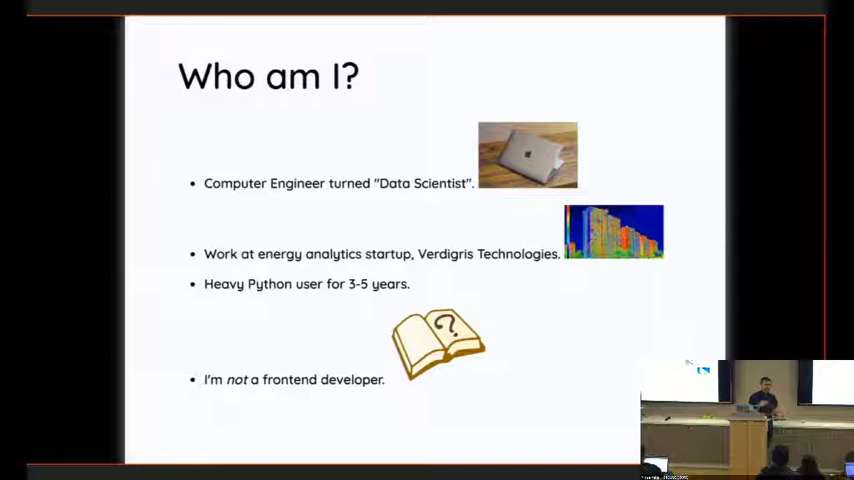 Who am I?
• Computer Engineer turned "Data Scientist".
• Work at energy analytics startup, Verdigris Technologies.
• Heavy Python user for 3-5 years.
?
• I'm not a frontend developer.